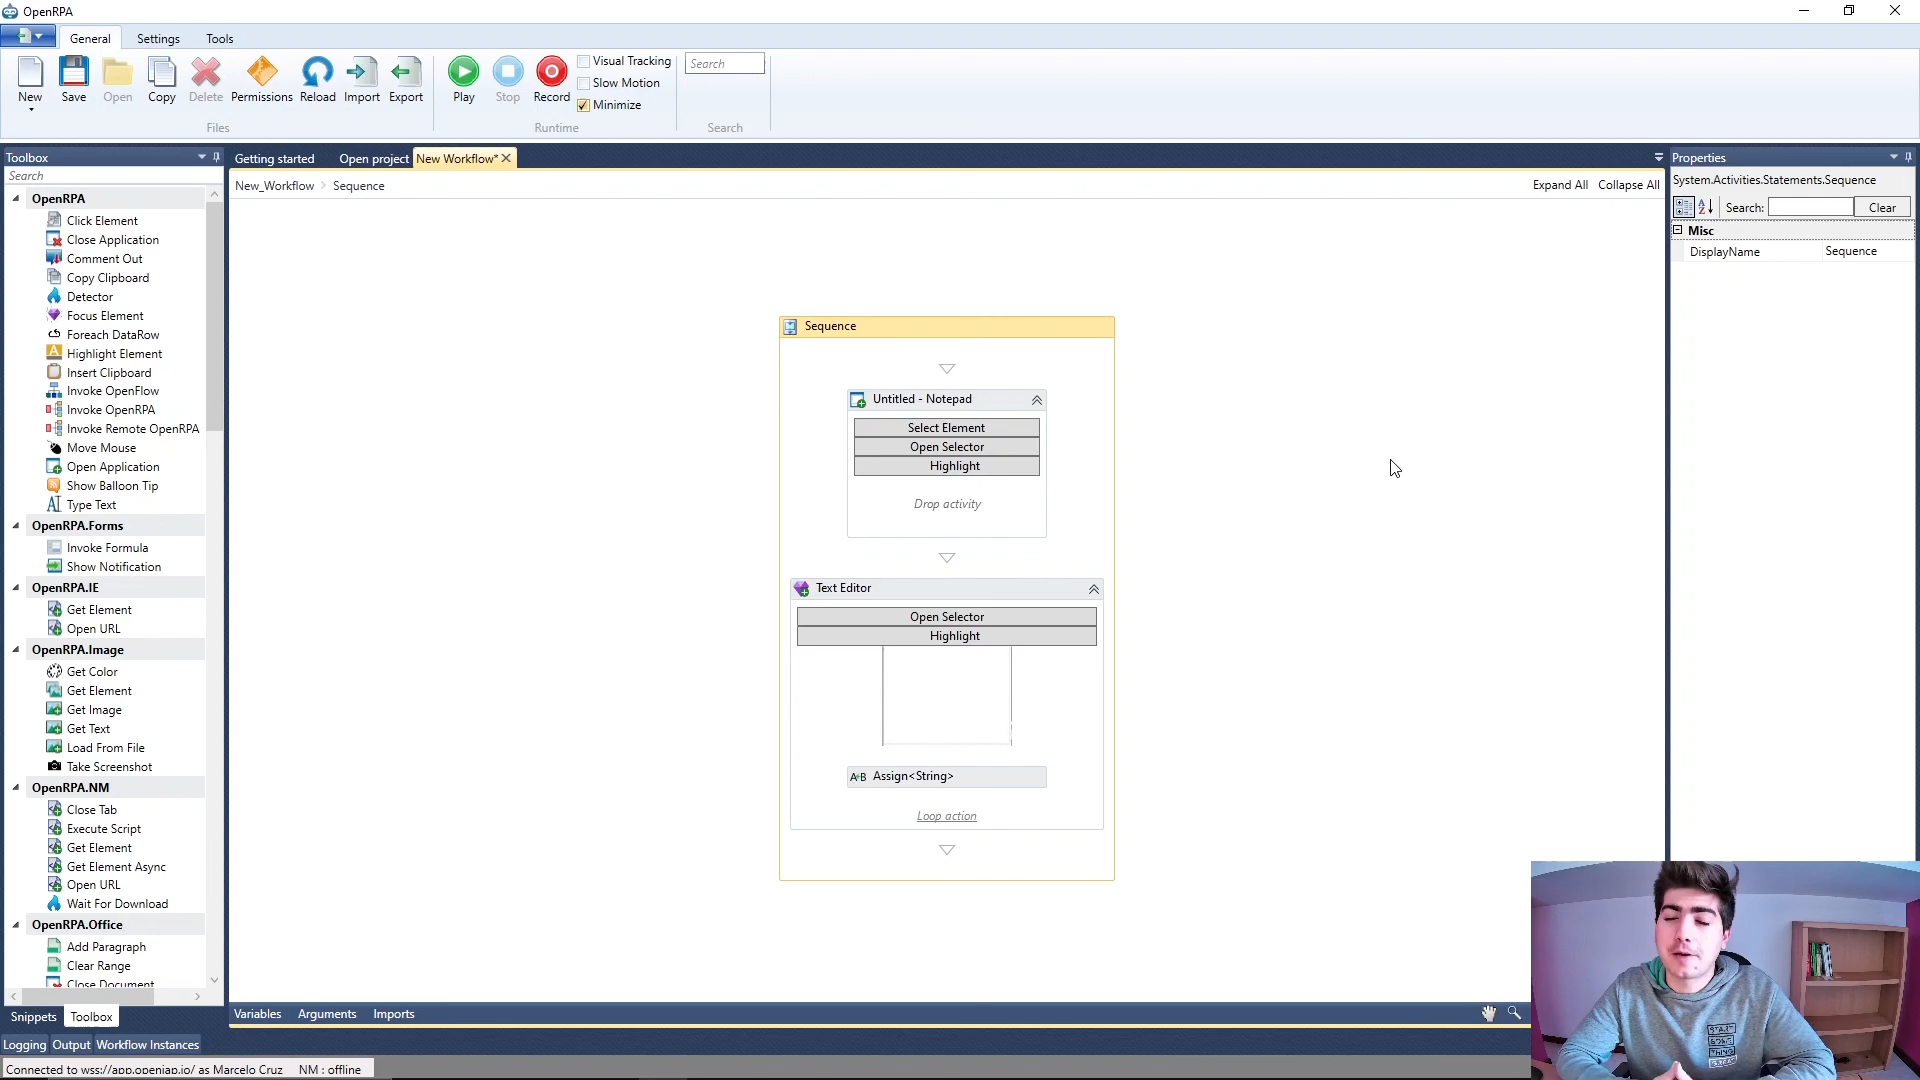 OpenRPA
General Settings Tools
New Save Open Copy Delete Permissions Reload Import Export Play Stop Record
Visual Tracking
Slow Motion
Minimize
Search
Files Runtime Search
Toolbox
Search
OpenRPA
Click Element
Close Application
Comment Out
Copy Clipboard
Detector
Focus Element
Foreach DataRow
Highlight Element
Insert Clipboard
Invoke OpenFlow
Invoke OpenRPA
Invoke Remote OpenRPA
Move Mouse
Open Application
Show Balloon Tip
Type Text
OpenRPA.Forms
Invoke Formula
Show Notification
OpenRPA.IE
Get Element
Open URL
OpenRPA.Image
Get Color
Get Element
Get Image
Get Text
Load From File
Take Screenshot
OpenRPA.NM
Close Tab
Execute Script
Get Element
Get Element Async
Open URL
Wait For Download
OpenRPA.Office
Add Paragraph
Clear Range
Close Document
Snippets Toolbox
Getting started Open project New Workflow*
New_Workflow Sequence Expand All Collapse All
Sequence
Untitled - Notepad
Select Element
Open Selector
Highlight
Drop activity
Text Editor
Open Selector
Highlight
A+B Assign<String>
Loop action
Variables Arguments Imports
Properties
System.Activities.Statements.Sequence
Search: Clear
Misc
DisplayName Sequence
Logging Output Workflow Instances
Connected to wss://app.openiap.io/ as Marcelo Cruz NM : offline
START